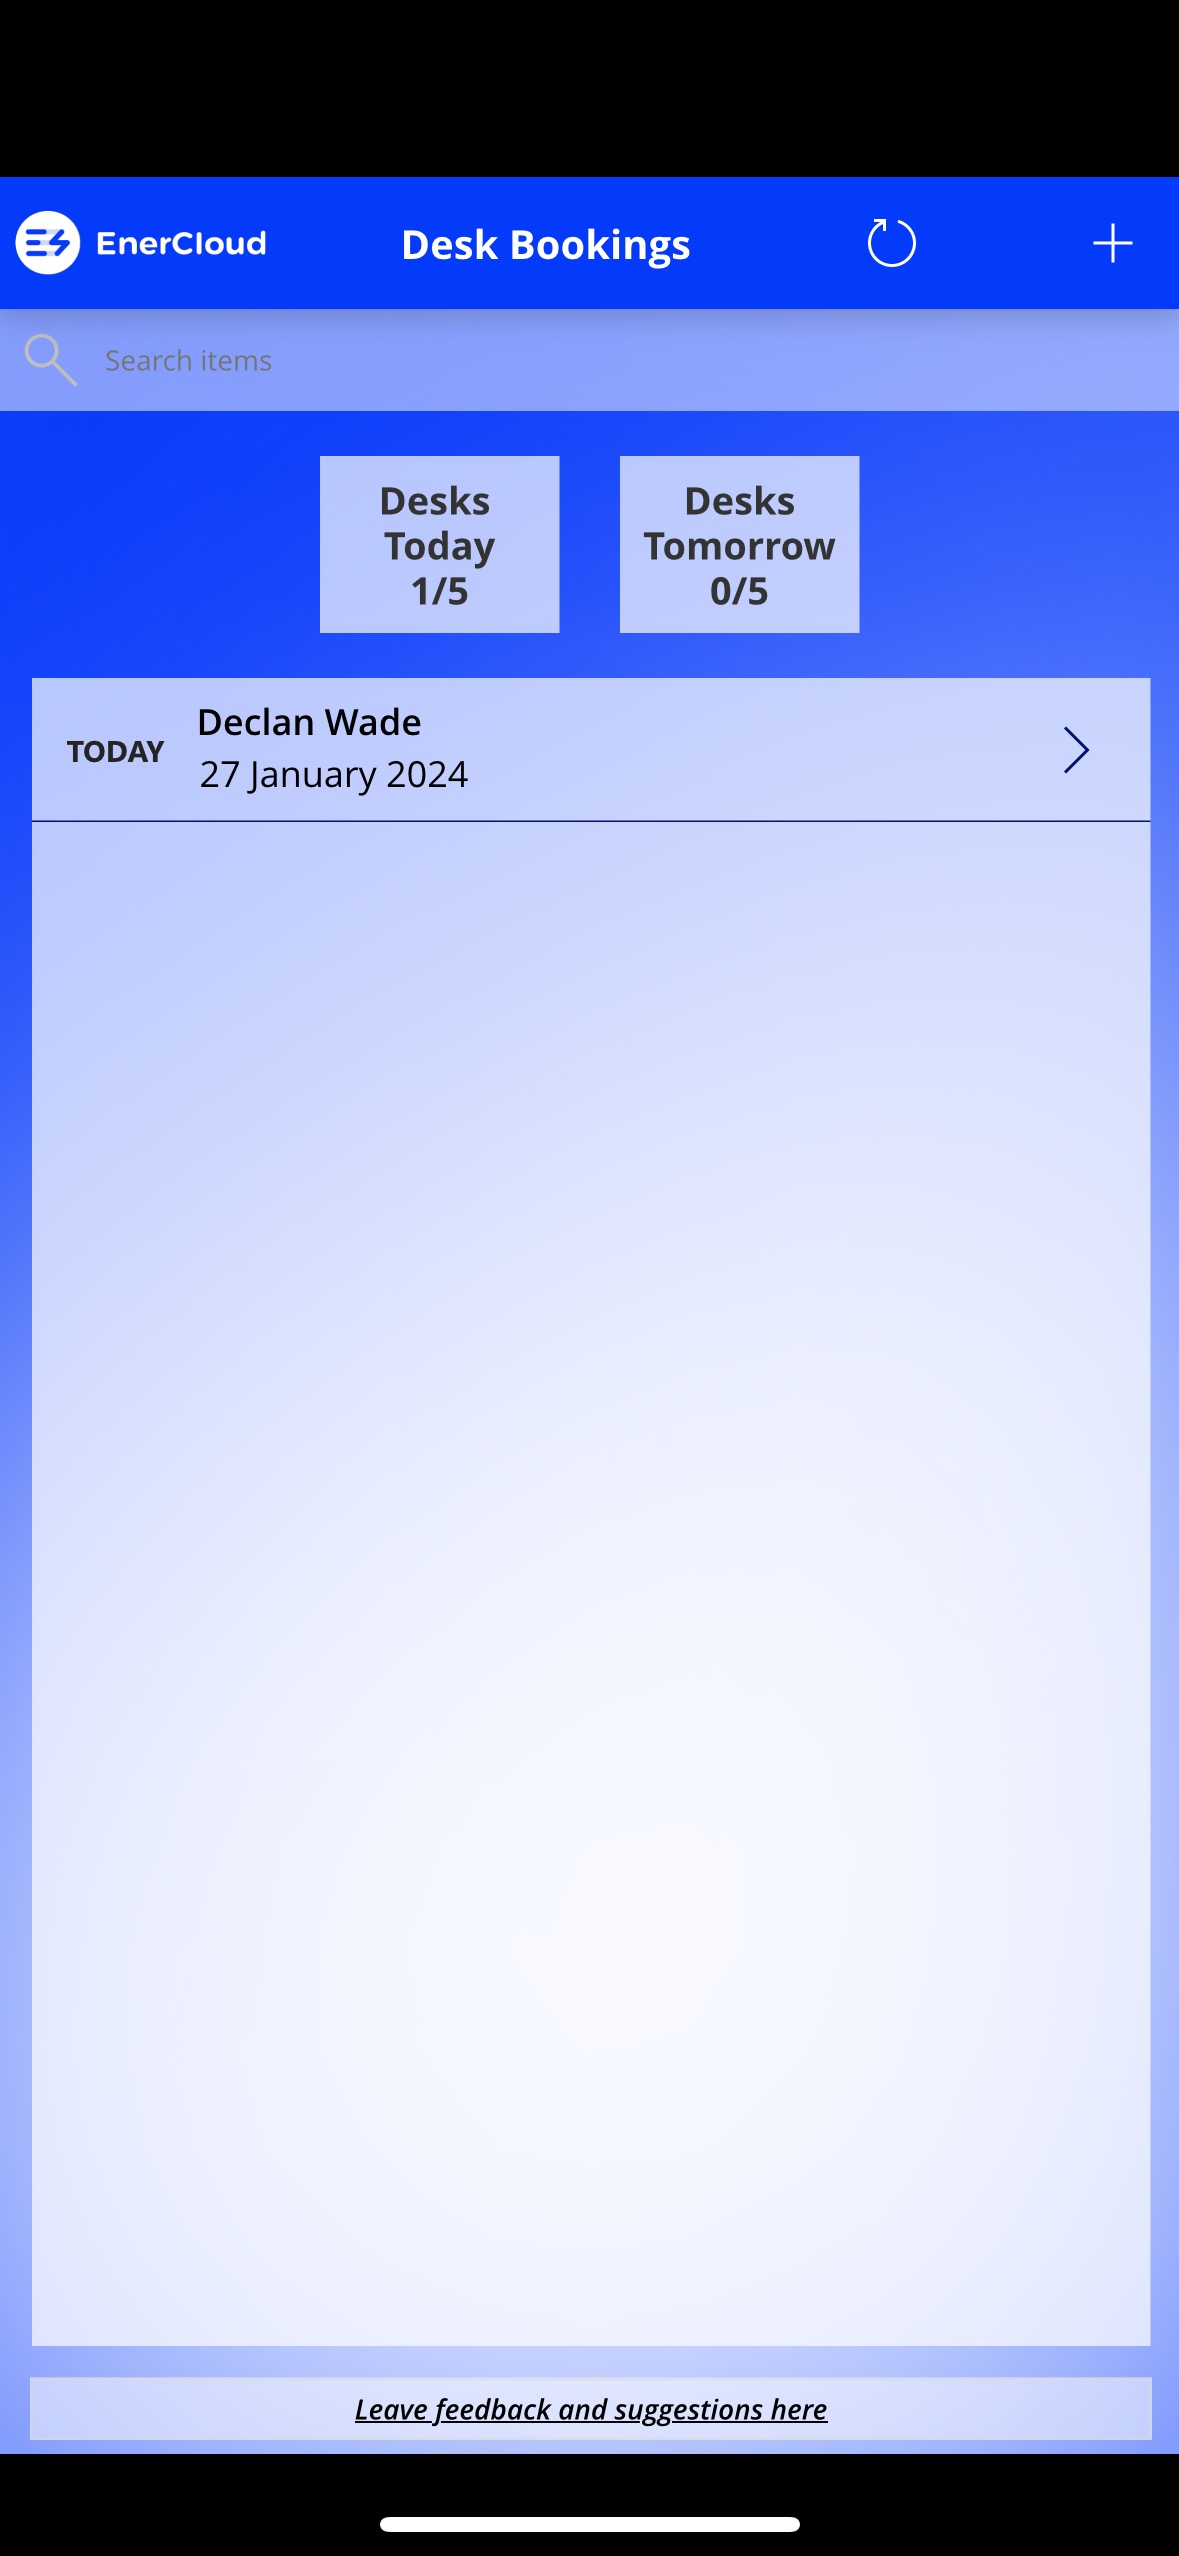 EnerCloud
Desk Bookings
Search items
Desks
Today
1/5
Desks
Tomorrow
0/5
TODAY
Declan Wade
27 January 2024
Leave feedback and suggestions here